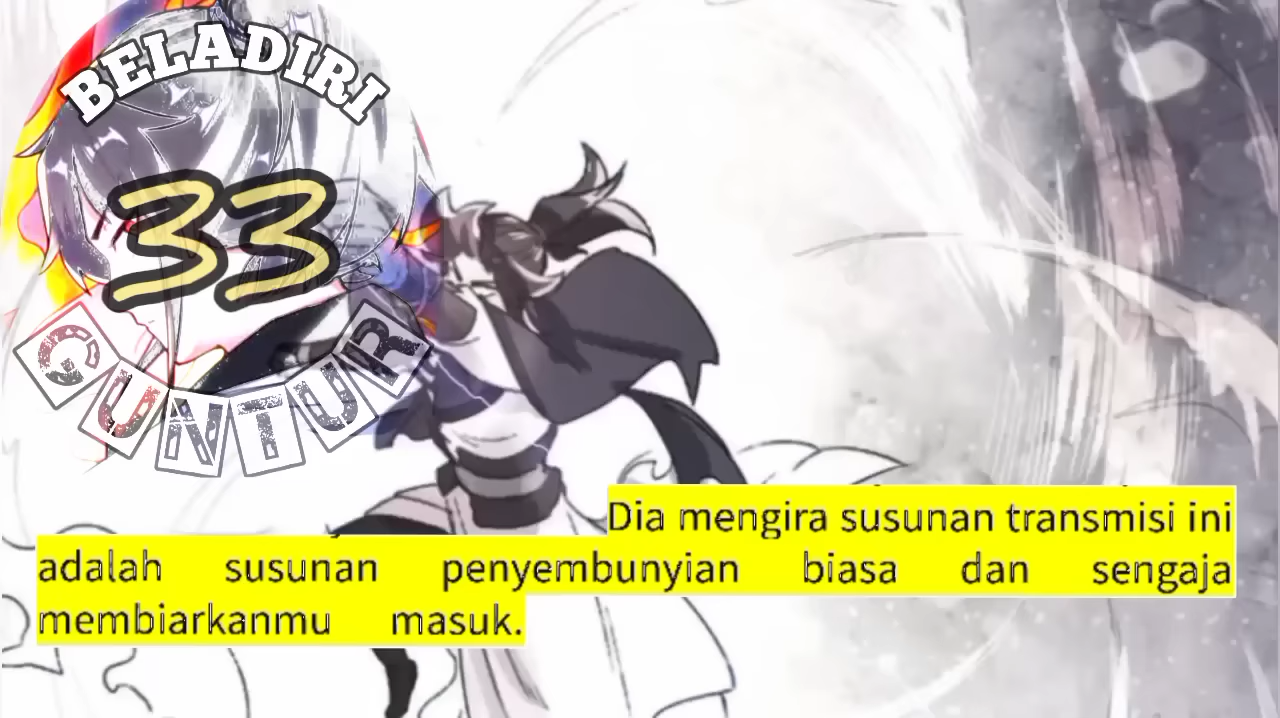 BELADIRI
33
GUNTUR
Dia mengira susunan transmisi ini
adalah susunan penyembunyian biasa dan sengaja
membiarkanmu masuk.